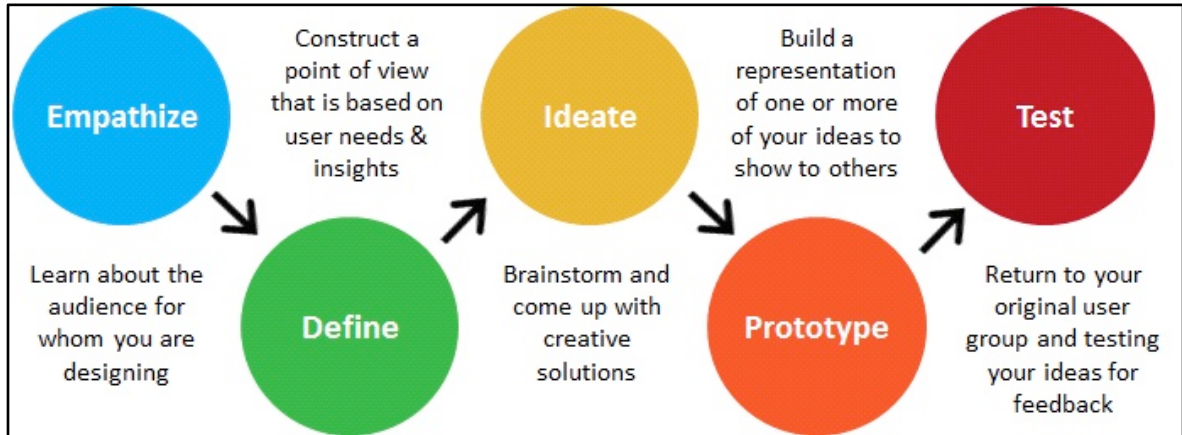 Empathize
Learn about the
audience for
whom you are
designing
Construct a
point of view
that is based on
user needs &
insights
Define
Ideate
Brainstorm and
come up with
creative
solutions
Build a
representation
of one or more
of your ideas to
show to others
Prototype
Test
Return to your
original user
group and testing
your ideas for
feedback